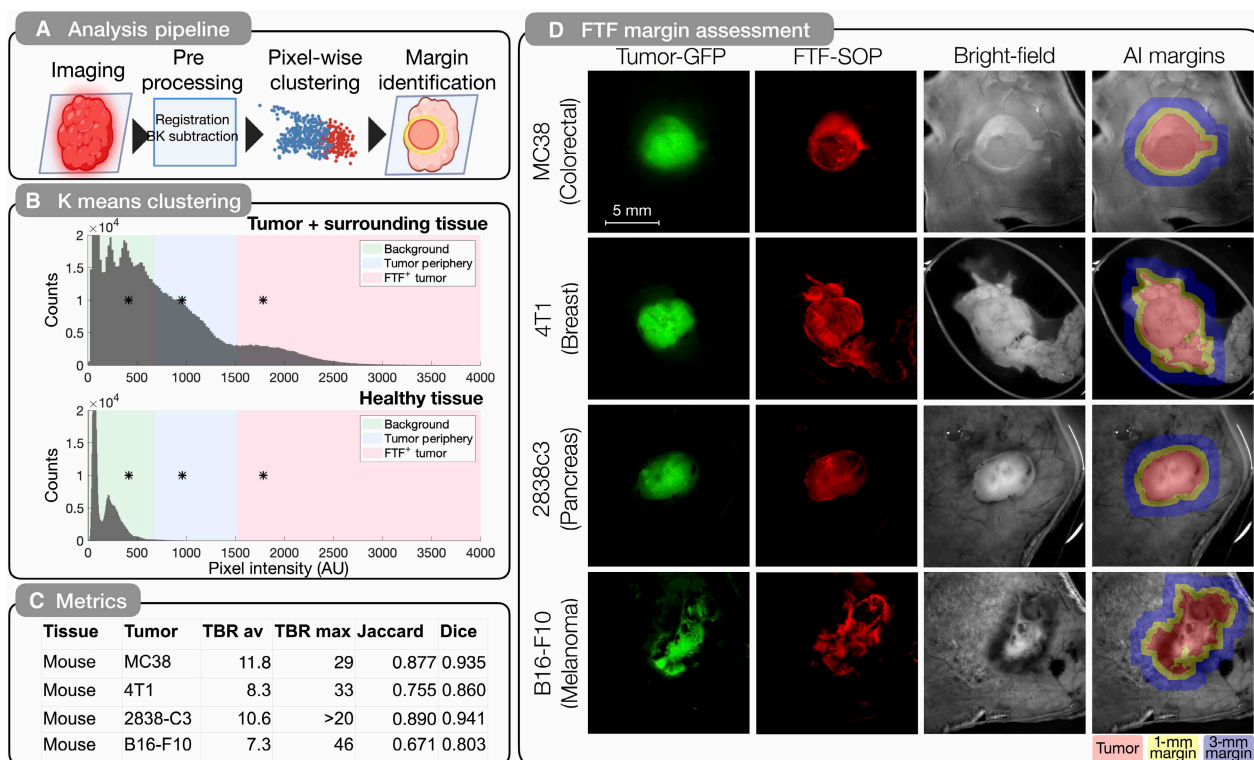 A Analysis pipeline
Imaging
Pre
processing
Pixel-wise
clustering
Margin
identification
Registration
BK subtraction
B K means clustering
Tumor + surrounding tissue
×10⁴
2
1.5
1
0.5
0
Counts
Background
Tumor periphery
FTF⁺ tumor
0 500 1000 1500 2000 2500 3000 3500 4000
Healthy tissue
×10⁴
2
1.5
1
0.5
0
Counts
Background
Tumor periphery
FTF⁺ tumor
0 500 1000 1500 2000 2500 3000 3500 4000
Pixel intensity (AU)
C Metrics
Tissue Tumor TBR av TBR max Jaccard Dice
Mouse MC38 11.8 29 0.877 0.935
Mouse 4T1 8.3 33 0.755 0.860
Mouse 2838-C3 10.6 >20 0.890 0.941
Mouse B16-F10 7.3 46 0.671 0.803
D FTF margin assessment
Tumor-GFP FTF-SOP Bright-field AI margins
MC38
(Colorectal)
5 mm
4T1
(Breast)
2838c3
(Pancreas)
B16-F10
(Melanoma)
Tumor
1-mm
margin
3-mm
margin